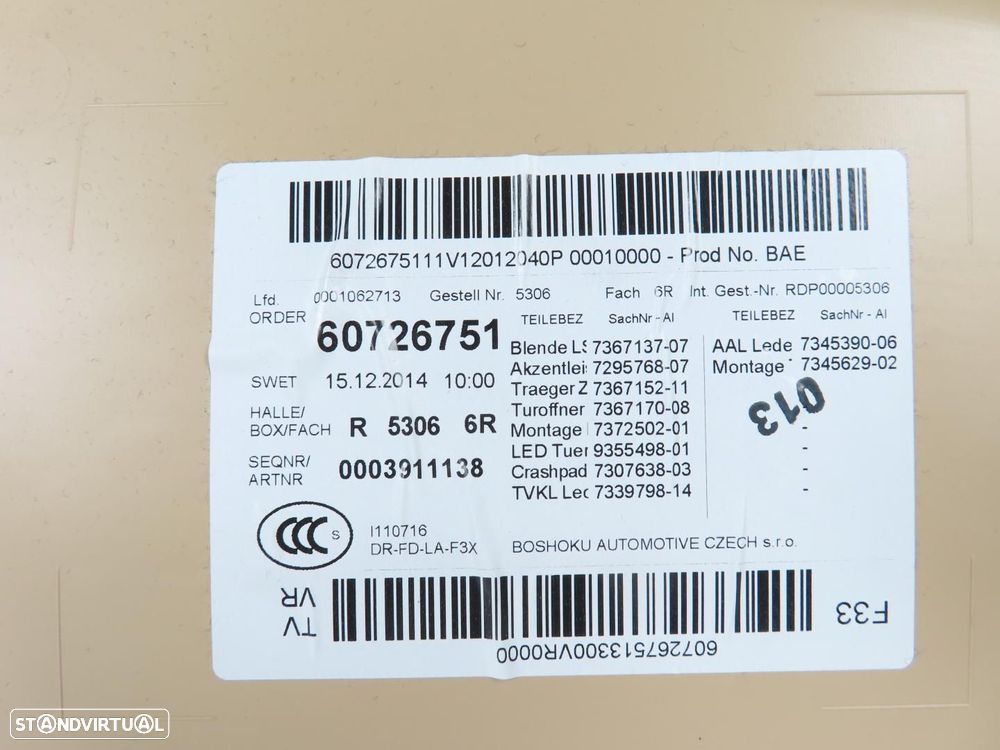 6072675111V12012040P 00010000 - Prod No. BAE
Lfd. 0001062713 Gestell Nr. 5306 Fach 6R Int. Gest.-Nr. RDP00005306
ORDER 60726751
TEILEBEZ SachNr - AI TEILEBEZ SachNr - AI
Blende LS 7367137-07 AAL Lede 7345390-06
Akzentleis 7295768-07 Montage 7345629-02
Traeger Z 7367152-11
Turoffner 7367170-08
Montage 7372502-01 -
LED Tuer 9355498-01 -
Crashpad 7307638-03 -
TVKL Led 7339798-14 -
013
SWET 15.12.2014 10:00
HALLE/
BOX/FACH R 5306 6R
SEQNR/
ARTNR 0003911138
CCC S
I110716
DR-FD-LA-F3X BOSHOKU AUTOMOTIVE CZECH s.r.o.
TV
VR
F33
607267513300VR0000
STANDVIRTUAL